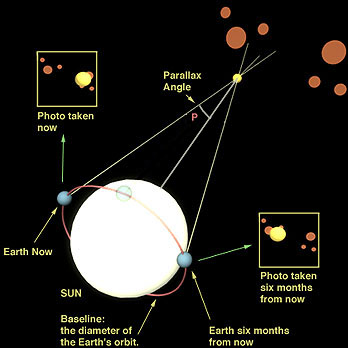 Parallax
Angle
P
Photo taken
now
Earth Now
Photo taken
six months
from now
SUN
Baseline:
the diameter of
the Earth's orbit.
Earth six months
from now